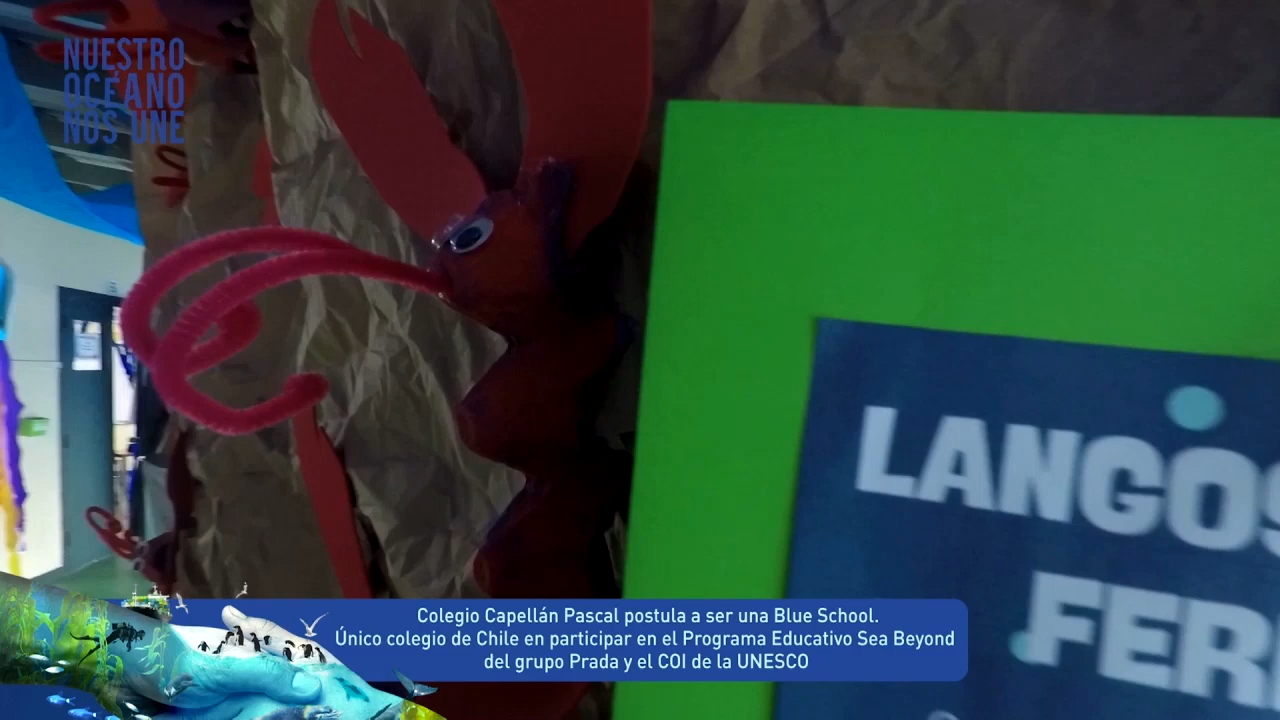 NUESTRO
OCÉANO
NOS UNE
LANGOS
FER
Colegio Capellán Pascal postula a ser una Blue School.
Único colegio de Chile en participar en el Programa Educativo Sea Beyond
del grupo Prada y el COI de la UNESCO